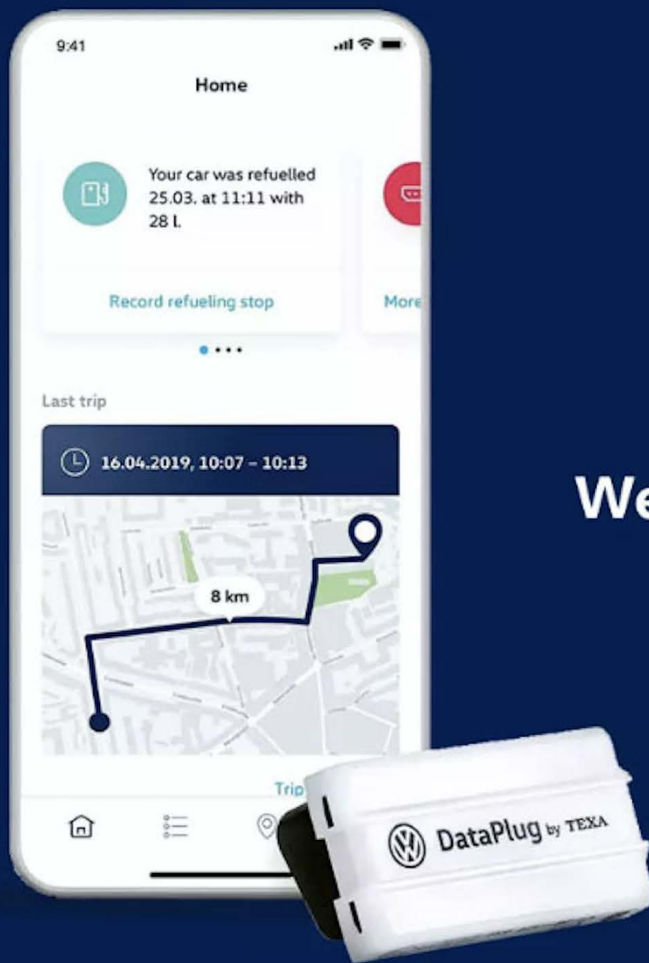 9:41
Home
Your car was refuelled
25.03. at 11:11 with
28 l.
Record refueling stop
More
Last trip
16.04.2019, 10:07 – 10:13
8 km
Trip
We
DataPlug by TEXA